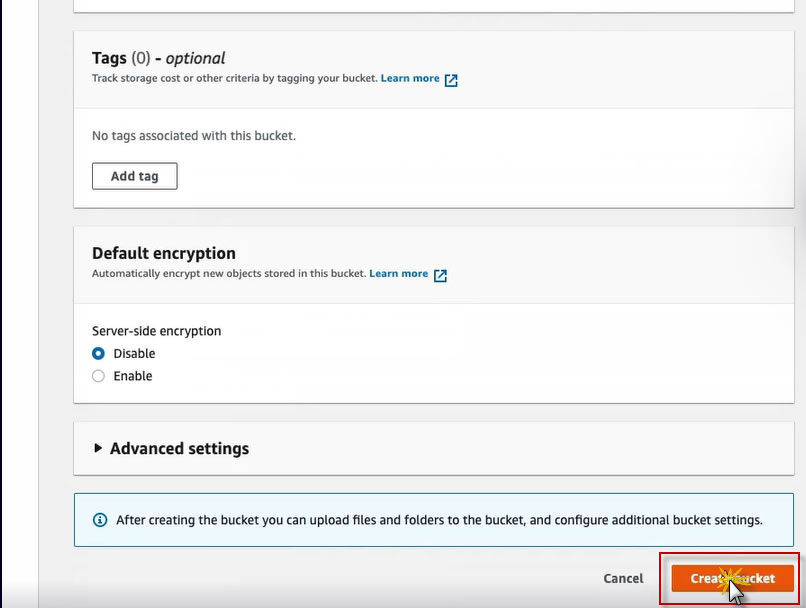 Tags (0) - optional
Track storage cost or other criteria by tagging your bucket. Learn more
No tags associated with this bucket.
Add tag
Default encryption
Automatically encrypt new objects stored in this bucket. Learn more
Server-side encryption
Disable
Enable
Advanced settings
After creating the bucket you can upload files and folders to the bucket, and configure additional bucket settings.
Cancel
Create bucket